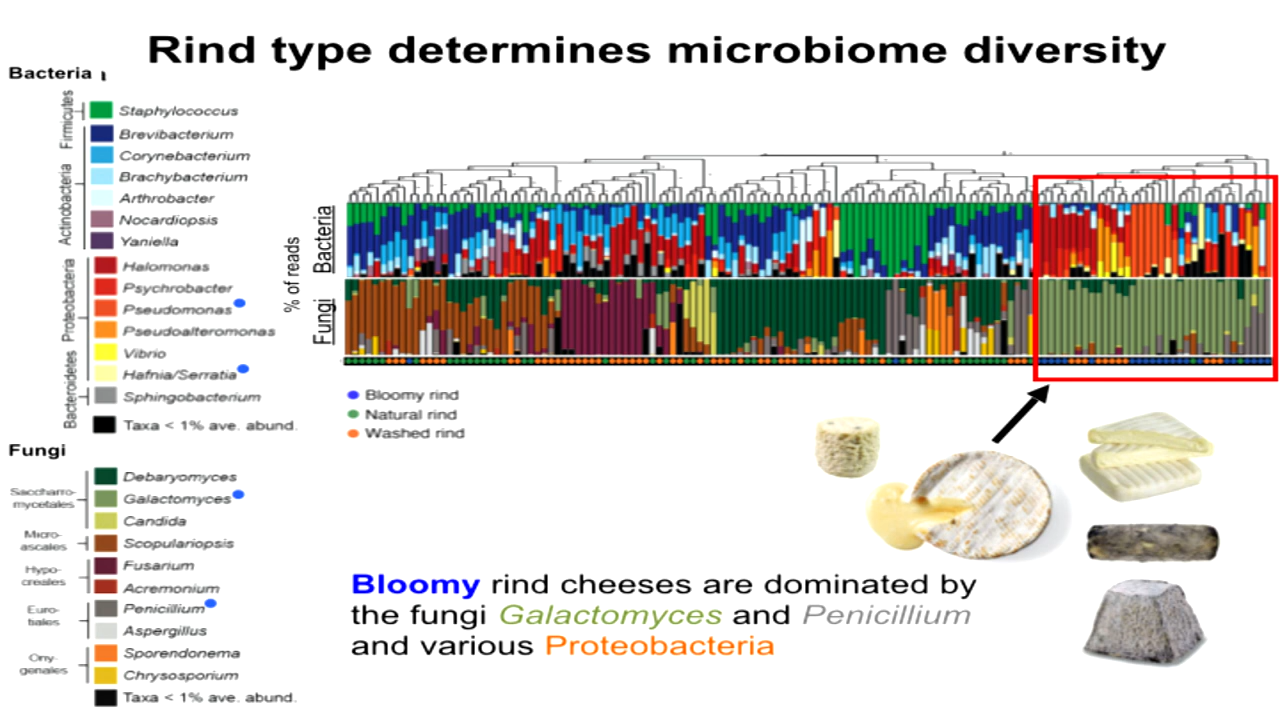 Rind type determines microbiome diversity
Bacteria
Firmicutes
Staphylococcus
Actinobacteria
Brevibacterium
Corynebacterium
Brachybacterium
Arthrobacter
Nocardiopsis
Yaniella
Proteobacteria
Halomonas
Psychrobacter
Pseudomonas
Pseudoalteromonas
Vibrio
Hafnia/Serratia
Bacteroidetes
Sphingobacterium
Taxa < 1% ave. abund.
Fungi
Saccharro-
mycetales
Debaryomyces
Galactomyces
Candida
Micro-
ascales
Scopulariopsis
Hypo-
creales
Fusarium
Acremonium
Euro-
tiales
Penicillium
Aspergillus
Ony-
genales
Sporendonema
Chrysosporium
Taxa < 1% ave. abund.
% of reads
Bacteria
Fungi
Bloomy rind
Natural rind
Washed rind
Bloomy rind cheeses are dominated by
the fungi Galactomyces and Penicillium
and various Proteobacteria